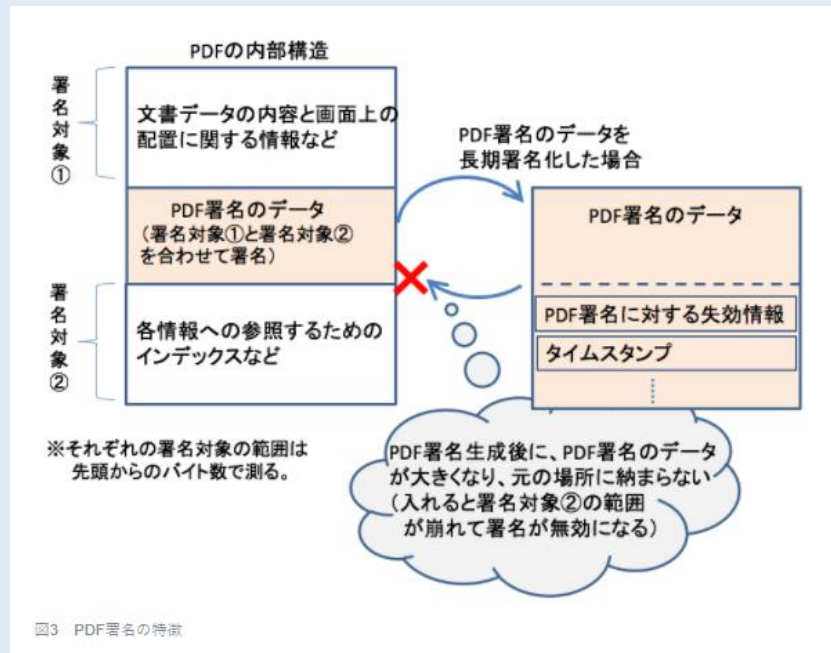 PDFの内部構造
署名対象①
文書データの内容と画面上の
配置に関する情報など
PDF署名のデータ
(署名対象①と署名対象②
を合わせて署名)
署名対象②
各情報への参照するための
インデックスなど
※それぞれの署名対象の範囲は
先頭からのバイト数で測る。
PDF署名のデータを
長期署名化した場合
PDF署名のデータ
PDF署名に対する失効情報
タイムスタンプ
PDF署名生成後に、PDF署名のデータ
が大きくなり、元の場所に納まらない
(入れると署名対象②の範囲
が崩れて署名が無効になる)
図3 PDF署名の特徴